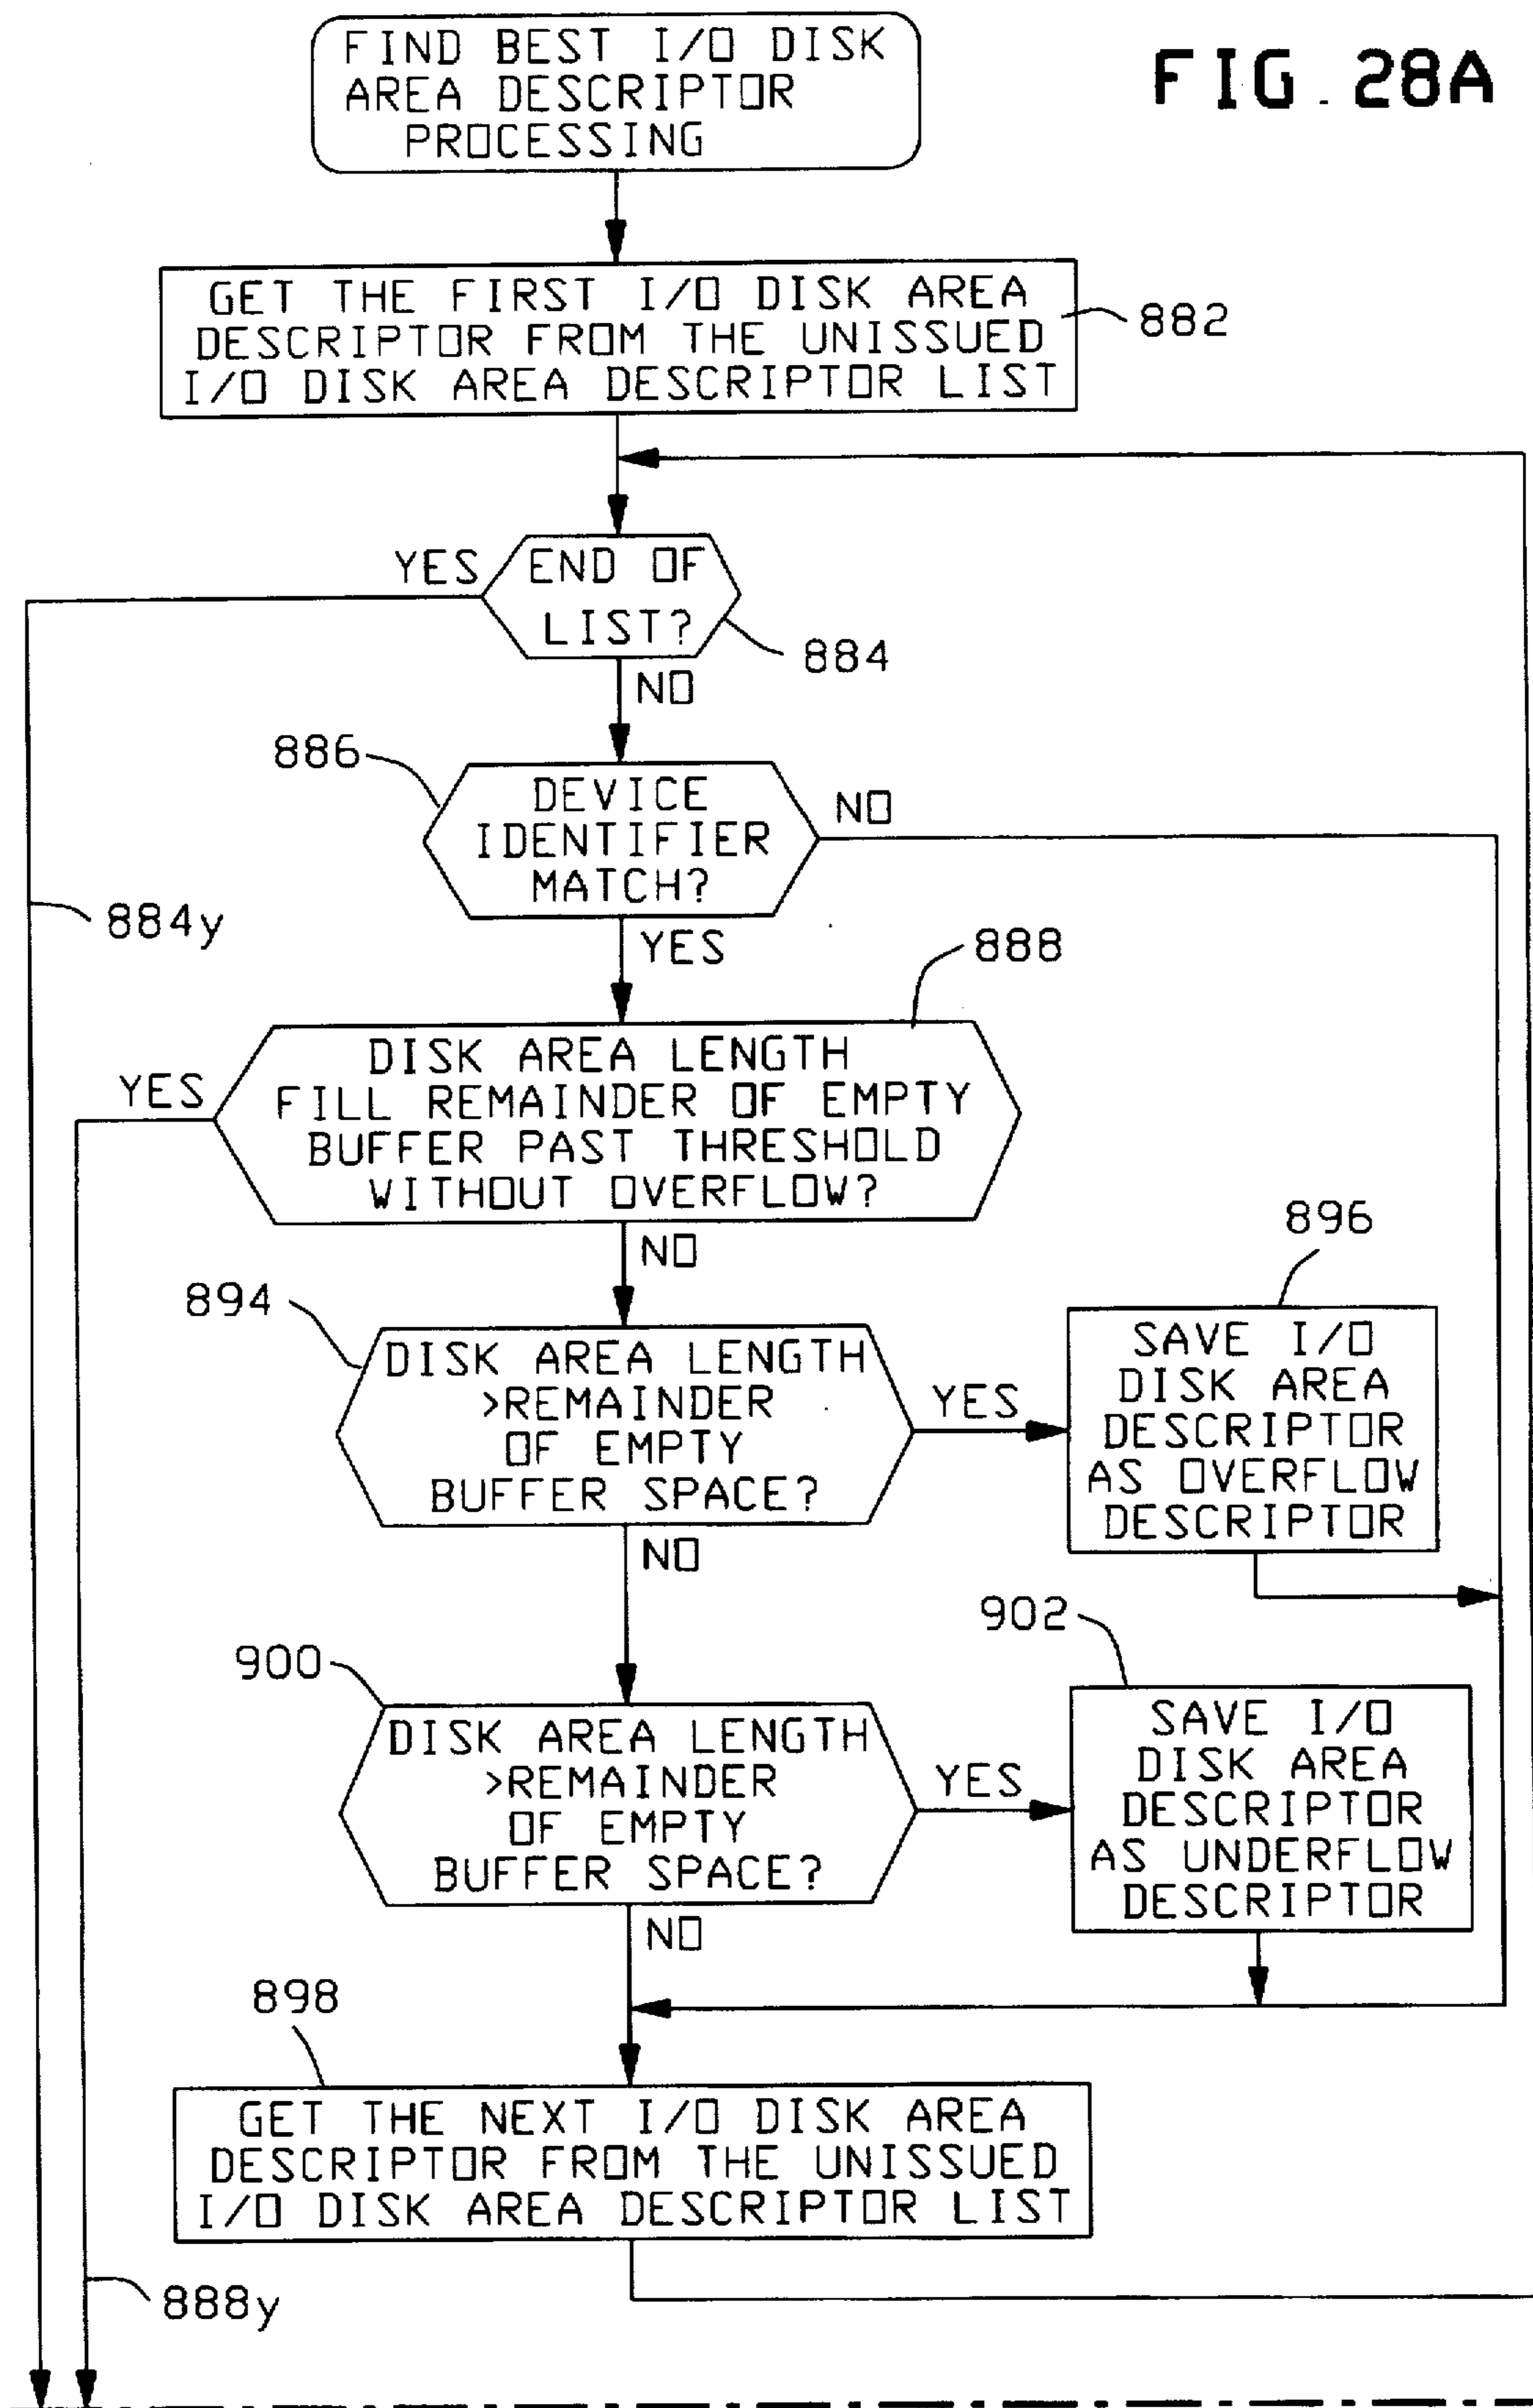 FIND BEST I/O DISK
AREA DESCRIPTOR
PROCESSING
FIG. 28A
GET THE FIRST I/O DISK AREA
DESCRIPTOR FROM THE UNISSUED
I/O DISK AREA DESCRIPTOR LIST
882
YES
END OF
LIST?
884
NO
886
DEVICE
IDENTIFIER
MATCH?
NO
884y
YES
888
YES
DISK AREA LENGTH
FILL REMAINDER OF EMPTY
BUFFER PAST THRESHOLD
WITHOUT OVERFLOW?
NO
894
DISK AREA LENGTH
>REMAINDER
OF EMPTY
BUFFER SPACE?
YES
896
SAVE I/O
DISK AREA
DESCRIPTOR
AS OVERFLOW
DESCRIPTOR
NO
900
DISK AREA LENGTH
>REMAINDER
OF EMPTY
BUFFER SPACE?
YES
902
SAVE I/O
DISK AREA
DESCRIPTOR
AS UNDERFLOW
DESCRIPTOR
NO
898
GET THE NEXT I/O DISK AREA
DESCRIPTOR FROM THE UNISSUED
I/O DISK AREA DESCRIPTOR LIST
888y